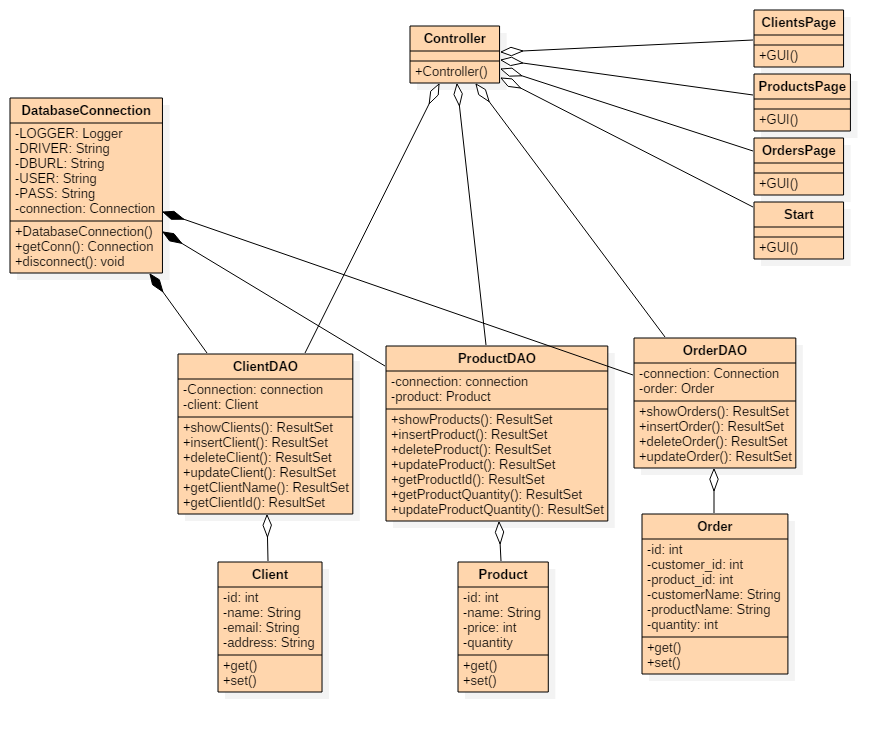 Controller
+Controller()
ClientsPage
+GUI()
ProductsPage
+GUI()
OrdersPage
+GUI()
Start
+GUI()
DatabaseConnection
-LOGGER: Logger
-DRIVER: String
-DBURL: String
-USER: String
-PASS: String
-connection: Connection
+DatabaseConnection()
+getConn(): Connection
+disconnect(): void
ClientDAO
-Connection: connection
-client: Client
+showClients(): ResultSet
+insertClient(): ResultSet
+deleteClient(): ResultSet
+updateClient(): ResultSet
+getClientName(): ResultSet
+getClientId(): ResultSet
ProductDAO
-connection: connection
-product: Product
+showProducts(): ResultSet
+insertProduct(): ResultSet
+deleteProduct(): ResultSet
+updateProduct(): ResultSet
+getProductId(): ResultSet
+getProductQuantity(): ResultSet
+updateProductQuantity(): ResultSet
OrderDAO
-connection: Connection
-order: Order
+showOrders(): ResultSet
+insertOrder(): ResultSet
+deleteOrder(): ResultSet
+updateOrder(): ResultSet
Client
-id: int
-name: String
-email: String
-address: String
+get()
+set()
Product
-id: int
-name: String
-price: int
-quantity
+get()
+set()
Order
-id: int
-customer_id: int
-product_id: int
-customerName: String
-productName: String
-quantity: int
+get()
+set()